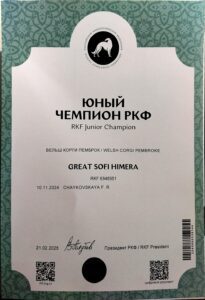 ЮНЫЙ
ЧЕМПИОН РКФ
RKF Junior Champion
ВЕЛЬШ КОРГИ ПЕМБРОК / WELSH CORGI PEMBROKE
GREAT SOFI HIMERA
RKF
10.11.2024 CHAYKOVSKAYA F. R.
21.02.2025
Президент РКФ / RKF President